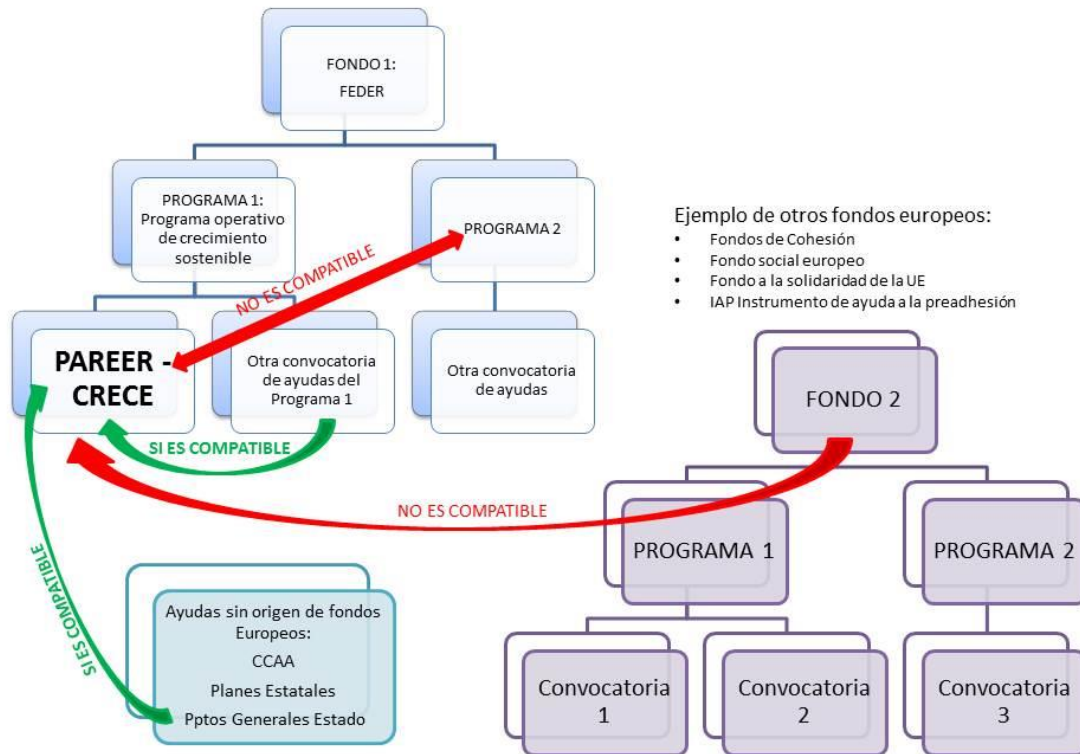 FONDO 1:
FEDER
PROGRAMA 1:
Programa operativo
de crecimiento
sostenible
PROGRAMA 2
NO ES COMPATIBLE
PAREER -
CRECE
Otra convocatoria
de ayudas del
Programa 1
Otra convocatoria
de ayudas
SI ES COMPATIBLE
Ejemplo de otros fondos europeos:
• Fondos de Cohesión
• Fondo social europeo
• Fondo a la solidaridad de la UE
• IAP Instrumento de ayuda a la preadhesión
FONDO 2
NO ES COMPATIBLE
PROGRAMA 1
PROGRAMA 2
SI ES COMPATIBLE
Ayudas sin origen de fondos
Europeos:
CCAA
Planes Estatales
Pptos Generales Estado
Convocatoria
1
Convocatoria
2
Convocatoria
3